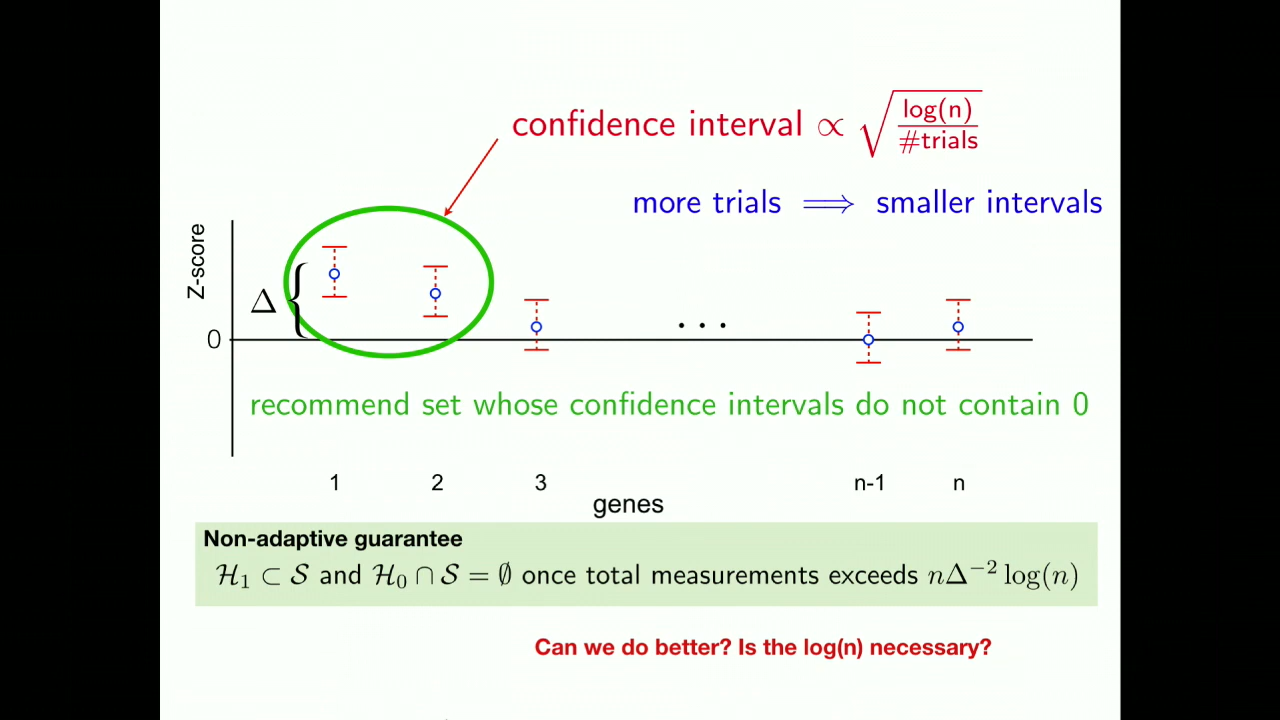 confidence interval ∝ √(log(n)/#trials)
more trials ⟹ smaller intervals
Z-score
Δ {
0
. . .
recommend set whose confidence intervals do not contain 0
1 2 3 n-1 n
genes
Non-adaptive guarantee
ℋ₁ ⊂ 𝒮 and ℋ₀ ∩ 𝒮 = ∅ once total measurements exceeds nΔ⁻² log(n)
Can we do better? Is the log(n) necessary?